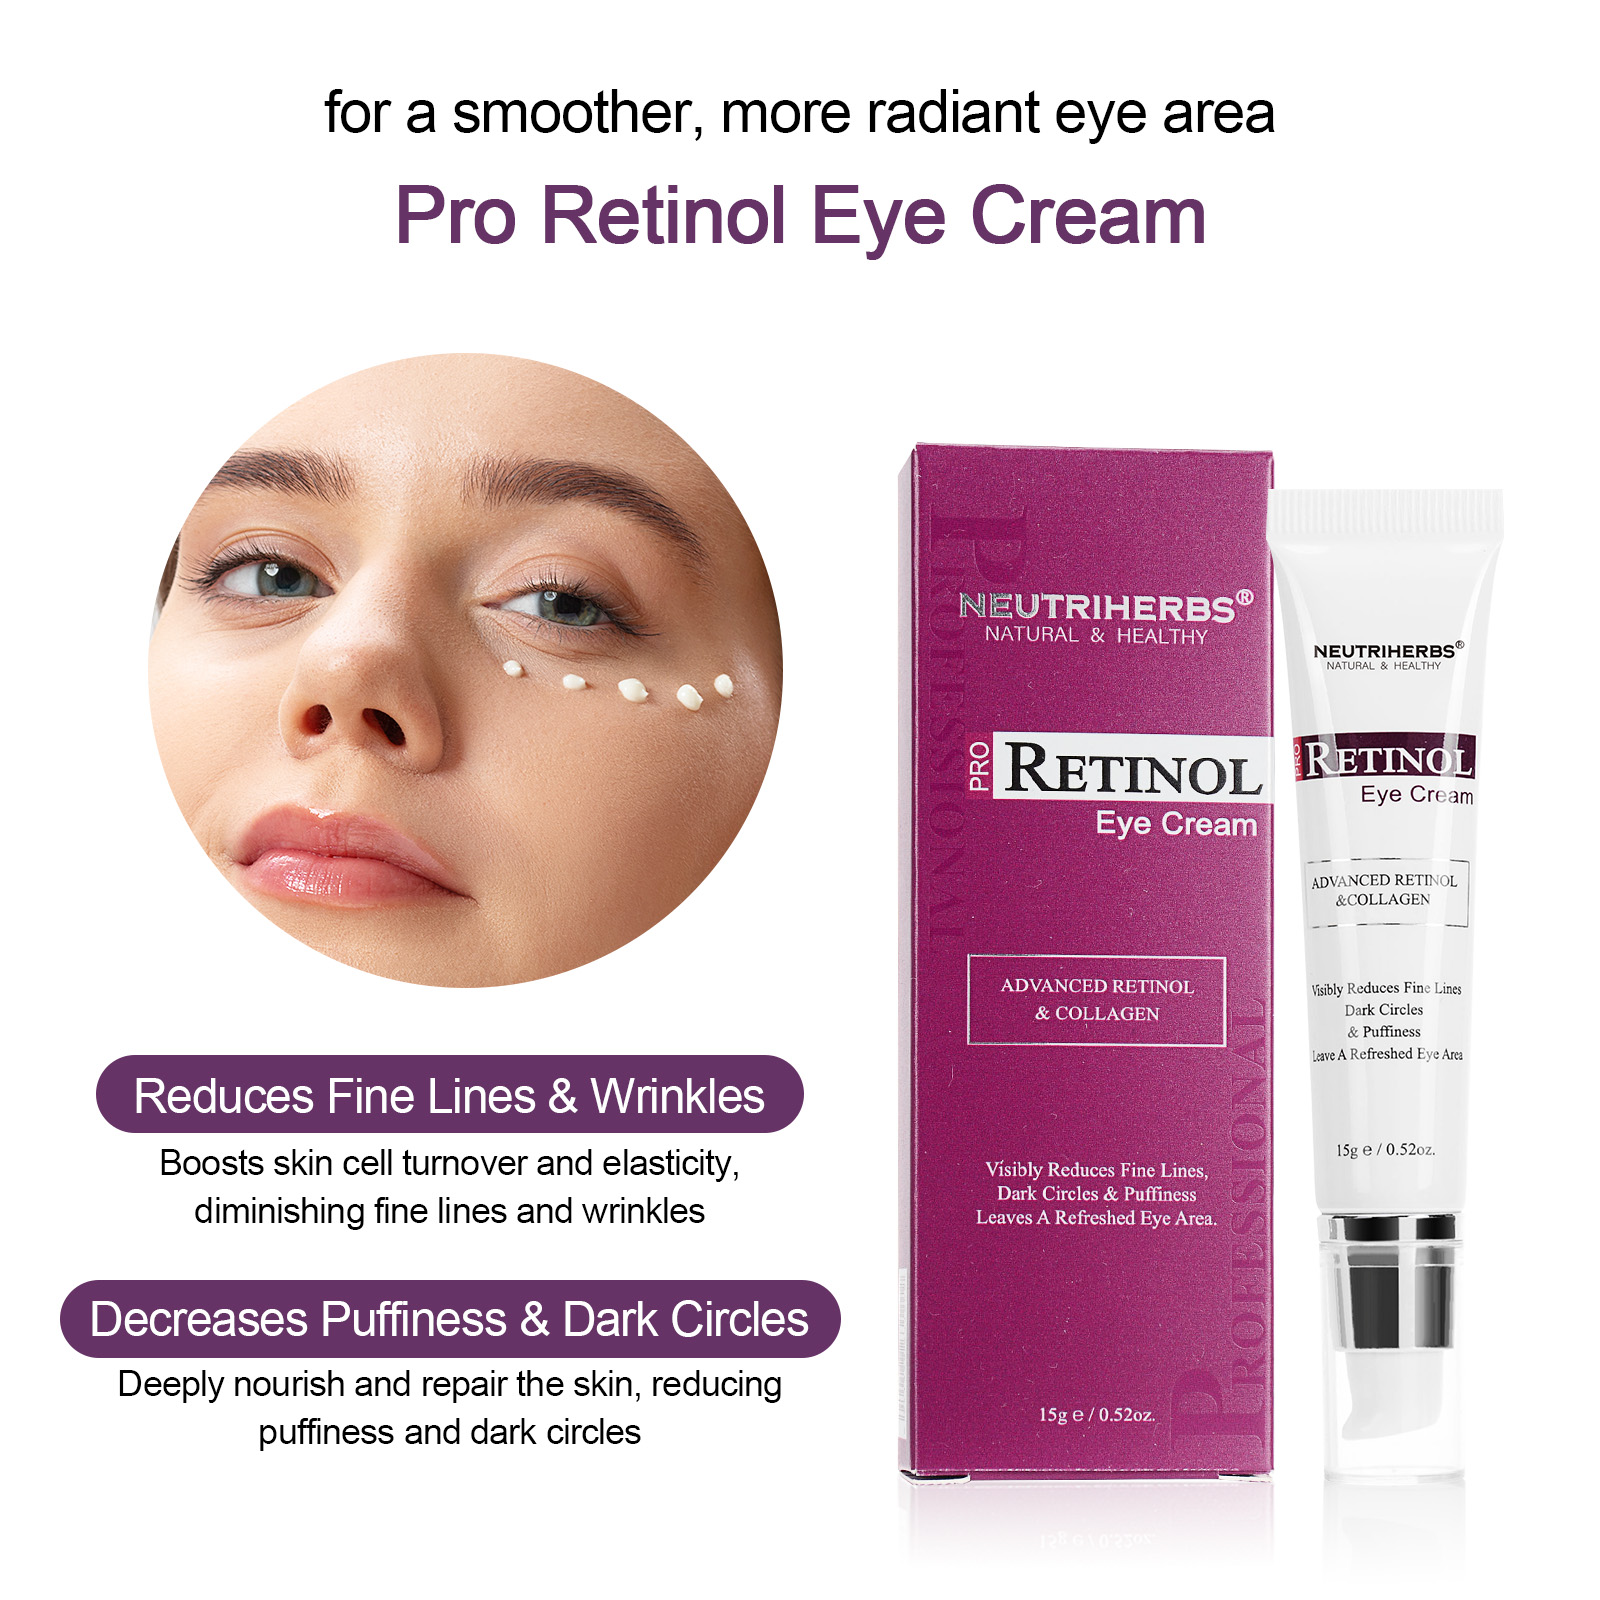 for a smoother, more radiant eye area
Pro Retinol Eye Cream
Reduces Fine Lines & Wrinkles
Boosts skin cell turnover and elasticity,
diminishing fine lines and wrinkles
Decreases Puffiness & Dark Circles
Deeply nourish and repair the skin, reducing
puffiness and dark circles
PROFESSIONAL
NEUTRIHERBS®
NATURAL & HEALTHY
PRO RETINOL
Eye Cream
ADVANCED RETINOL
& COLLAGEN
Visibly Reduces Fine Lines,
Dark Circles & Puffiness
Leaves A Refreshed Eye Area.
15g e / 0.52oz.
PROFESSIONAL
NEUTRIHERBS®
NATURAL & HEALTHY
PRO RETINOL
Eye Cream
ADVANCED RETINOL
&COLLAGEN
Visibly Reduces Fine Lines
Dark Circles
& Puffiness
Leave A Refreshed Eye Area
15g e / 0.52oz.